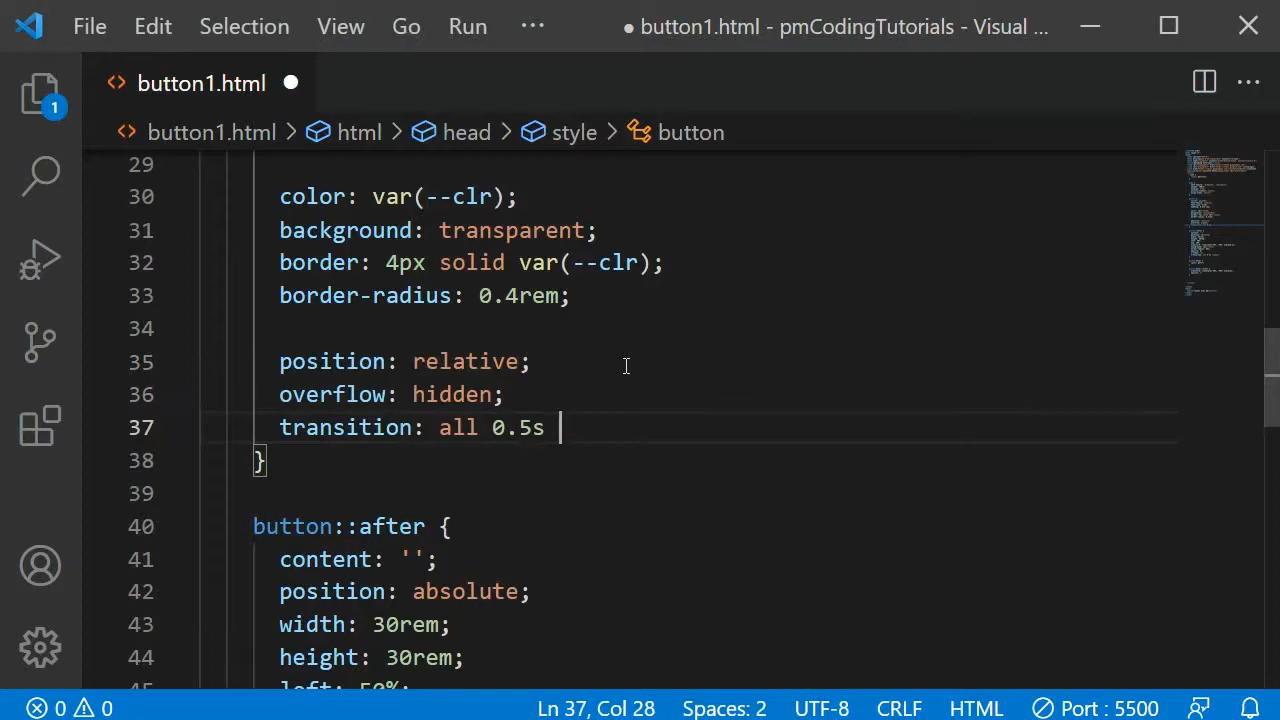 File Edit Selection View Go Run ··· ● button1.html - pmCodingTutorials - Visual ...
button1.html ●
1
button1.html > html > head > style > button
29
30 color: var(--clr);
31 background: transparent;
32 border: 4px solid var(--clr);
33 border-radius: 0.4rem;
34
35 position: relative;
36 overflow: hidden;
37 transition: all 0.5s
38 }
39
40 button::after {
41 content: '';
42 position: absolute;
43 width: 30rem;
44 height: 30rem;
45 left: 50%;
0 0 Ln 37, Col 28 Spaces: 2 UTF-8 CRLF HTML Port : 5500